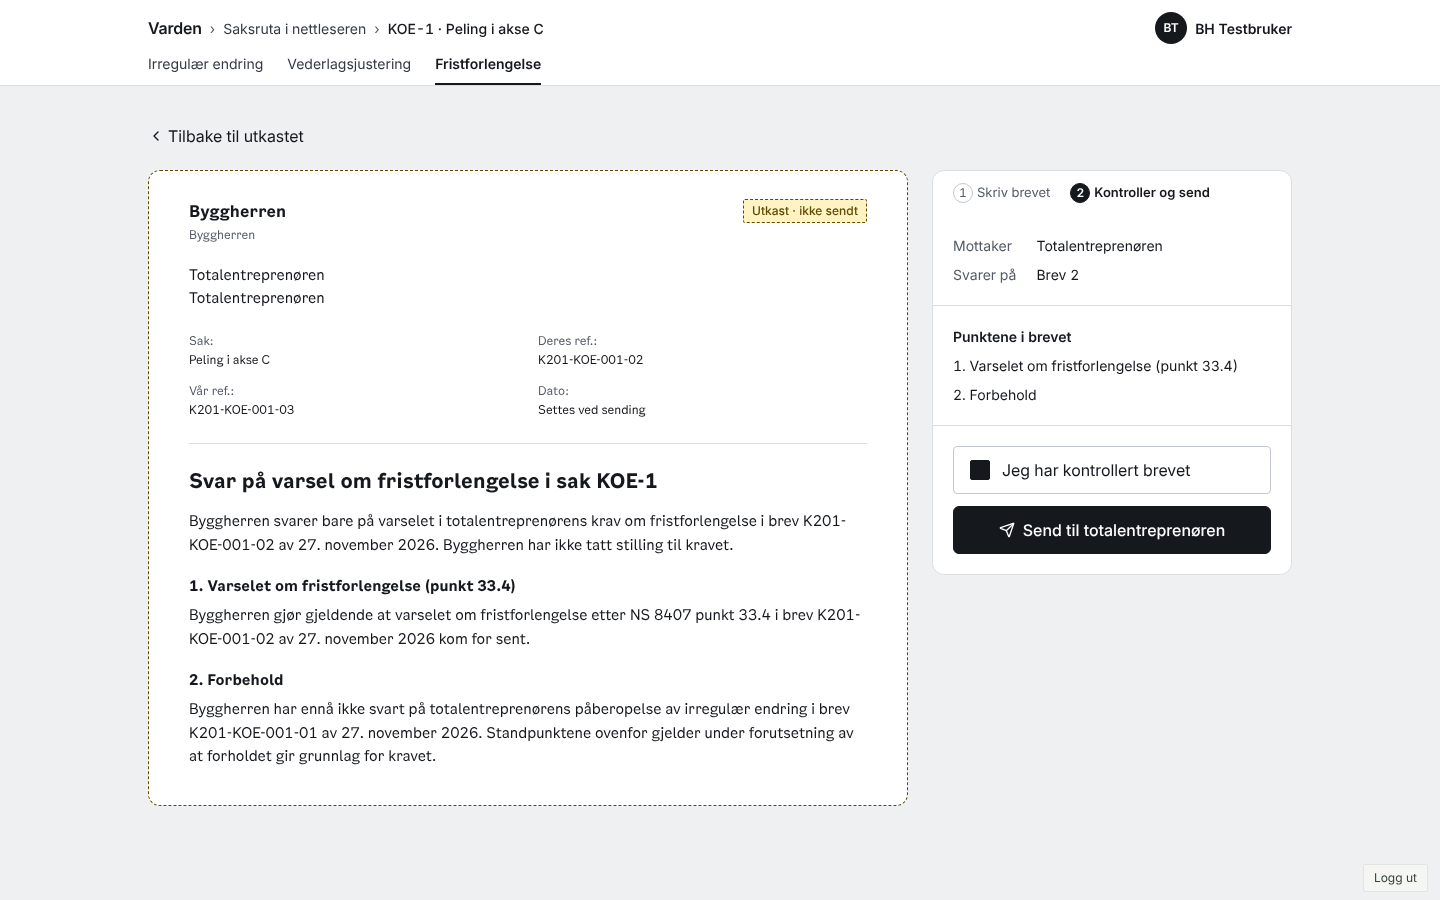 Varden › Saksruta i nettleseren › KOE-1 · Peling i akse C
BT BH Testbruker
Irregulær endring Vederlagsjustering Fristforlengelse
Tilbake til utkastet
Byggherren
Utkast · ikke sendt
Byggherren
Totalentreprenøren
Totalentreprenøren
Sak:
Peling i akse C
Deres ref.:
K201-KOE-001-02
Vår ref.:
K201-KOE-001-03
Dato:
Settes ved sending
Svar på varsel om fristforlengelse i sak KOE-1
Byggherren svarer bare på varselet i totalentreprenørens krav om fristforlengelse i brev K201-
KOE-001-02 av 27. november 2026. Byggherren har ikke tatt stilling til kravet.
1. Varselet om fristforlengelse (punkt 33.4)
Byggherren gjør gjeldende at varselet om fristforlengelse etter NS 8407 punkt 33.4 i brev K201-
KOE-001-02 av 27. november 2026 kom for sent.
2. Forbehold
Byggherren har ennå ikke svart på totalentreprenørens påberopelse av irregulær endring i brev
K201-KOE-001-01 av 27. november 2026. Standpunktene ovenfor gjelder under forutsetning av
at forholdet gir grunnlag for kravet.
1 Skriv brevet 2 Kontroller og send
Mottaker Totalentreprenøren
Svarer på Brev 2
Punktene i brevet
1. Varselet om fristforlengelse (punkt 33.4)
2. Forbehold
Jeg har kontrollert brevet
Send til totalentreprenøren
Logg ut